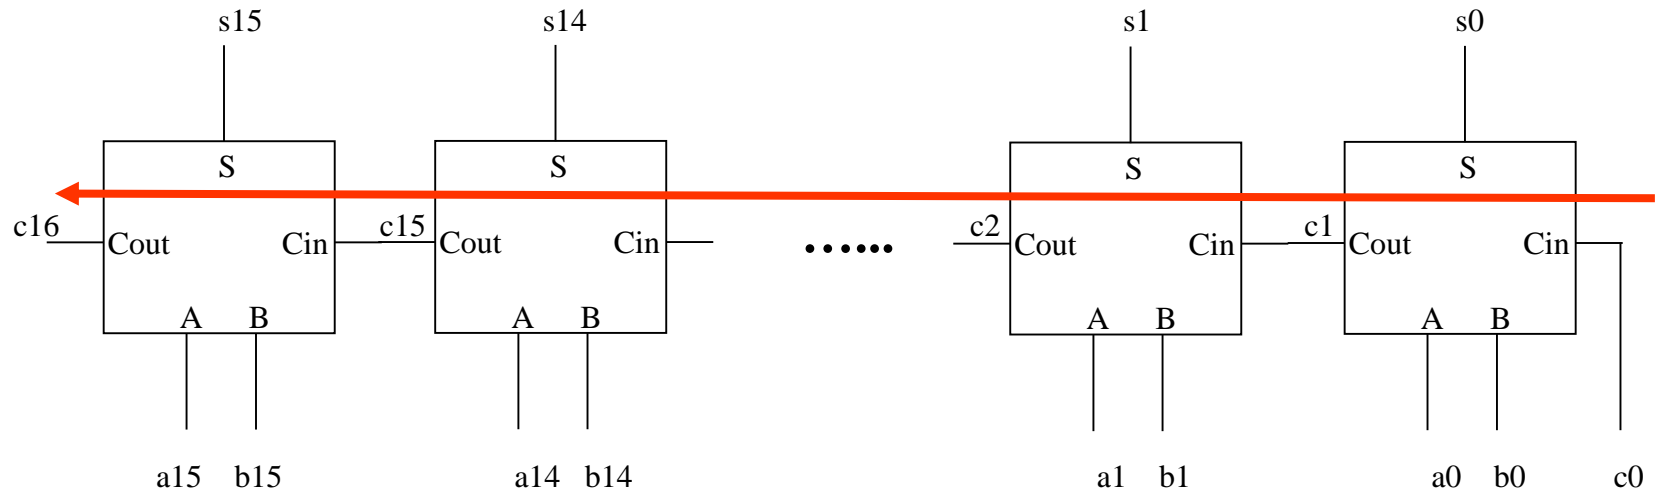 s15 s14 s1 s0
S S S S
c16 c15 c2 c1
Cout Cin Cout Cin ...... Cout Cin Cout Cin
A B A B A B A B
a15 b15 a14 b14 a1 b1 a0 b0 c0